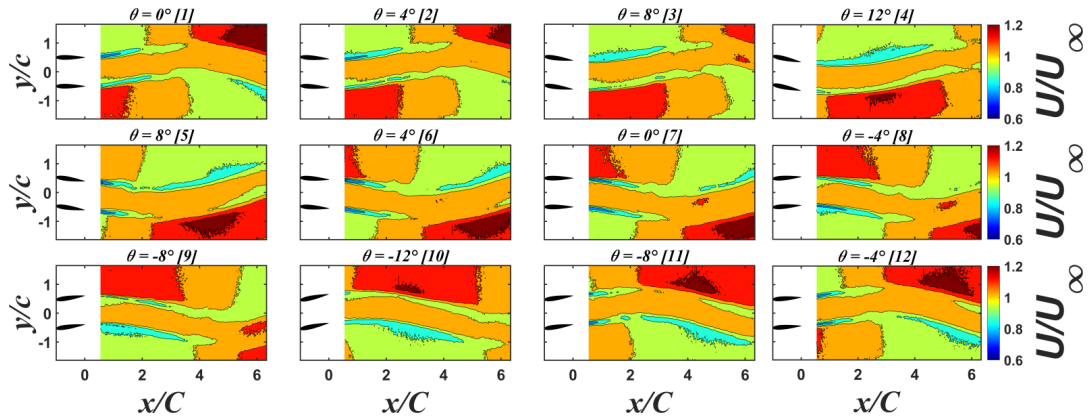 θ = 0° [1] θ = 4° [2] θ = 8° [3] θ = 12° [4]
y/c 1 0 -1 1.2 1 0.8 0.6 U/U∞
θ = 8° [5] θ = 4° [6] θ = 0° [7] θ = -4° [8]
y/c 1 0 -1 1.2 1 0.8 0.6 U/U∞
θ = -8° [9] θ = -12° [10] θ = -8° [11] θ = -4° [12]
y/c 1 0 -1 1.2 1 0.8 0.6 U/U∞
0 2 4 6 0 2 4 6 0 2 4 6 0 2 4 6
x/C x/C x/C x/C